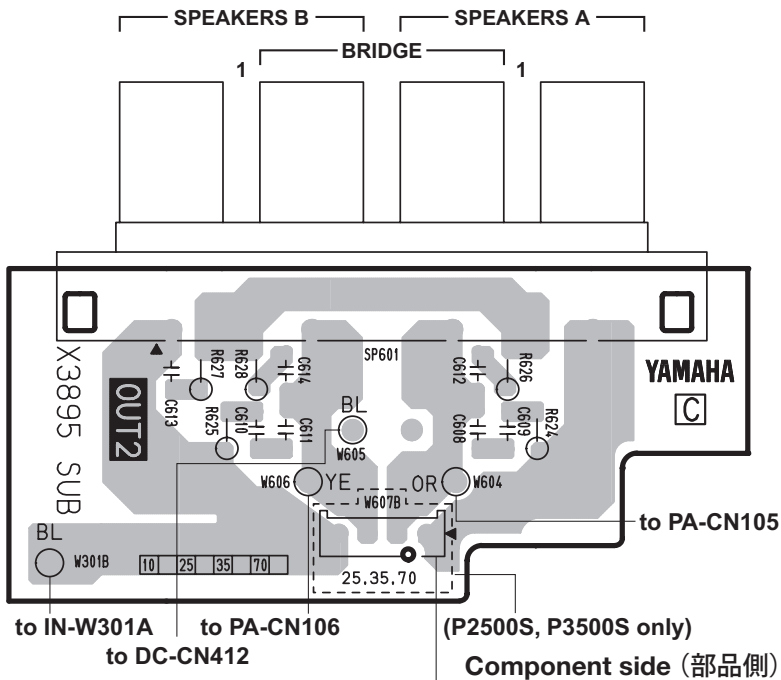 SPEAKERS B
SPEAKERS A
BRIDGE
1
1
SP601
R627
R628
C614
C612
R626
C613
R625
C610
C611
BL
W605
C608
C609
R624
X3895 SUB
OUT2
YAMAHA
C
W606
YE
OR
W604
W607B
to PA-CN105
BL
W301B
10
25
35
70
25,35,70
to IN-W301A
to PA-CN106
(P2500S, P3500S only)
to DC-CN412
Component side（部品側）